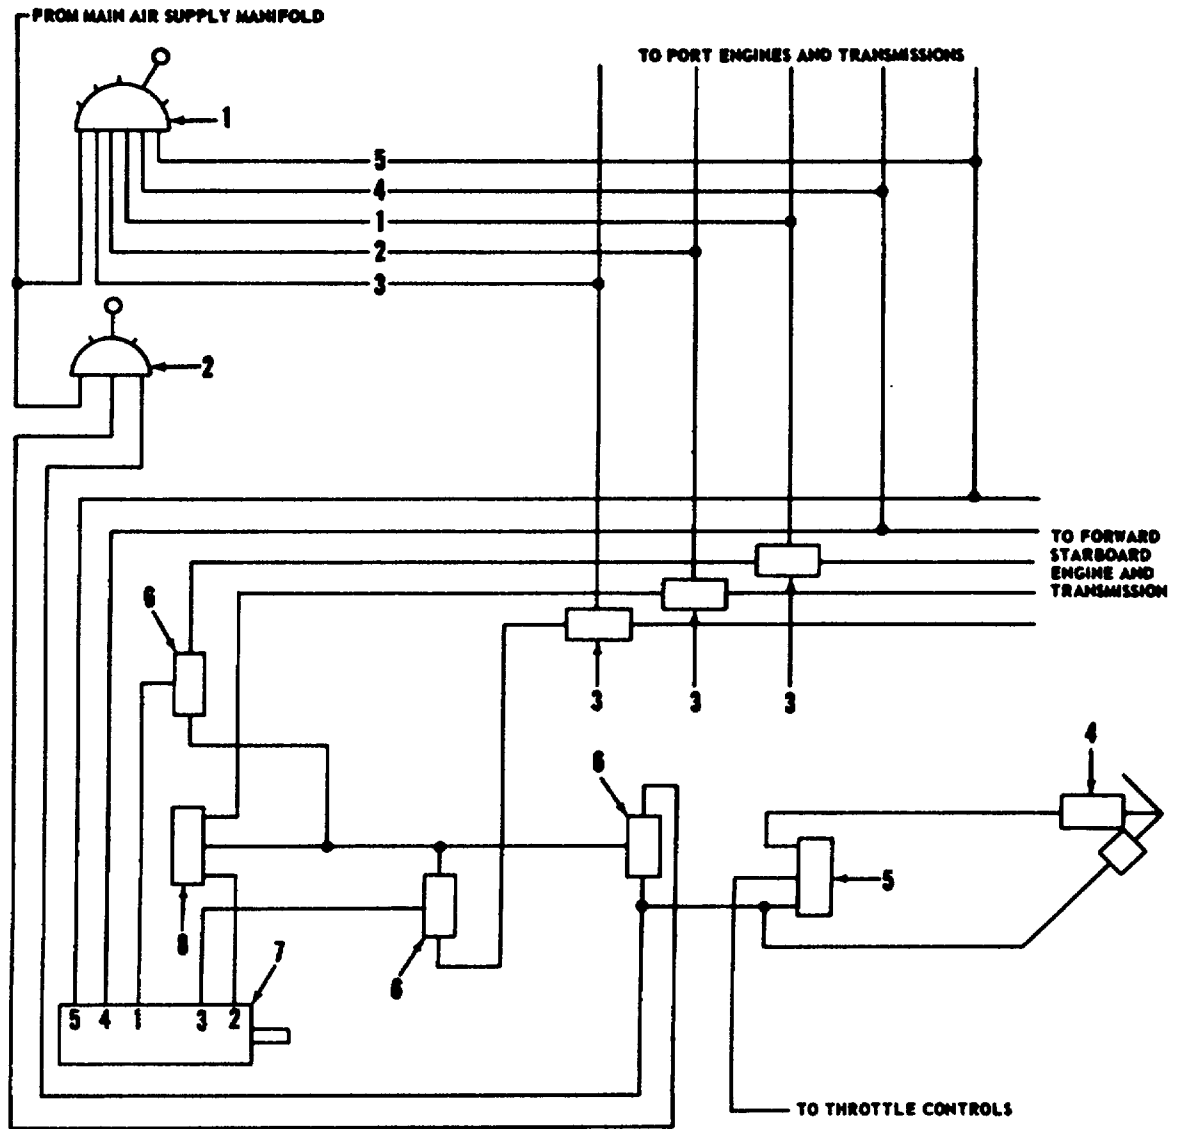 FROM MAIN AIR SUPPLY MANIFOLD
TO PORT ENGINES AND TRANSMISSIONS
1
5
4
1
2
3
2
TO FORWARD
STARBOARD
ENGINE AND
TRANSMISSION
6
3
3
3
4
6
5
8
7
6
5 4 1 3 2
TO THROTTLE CONTROLS